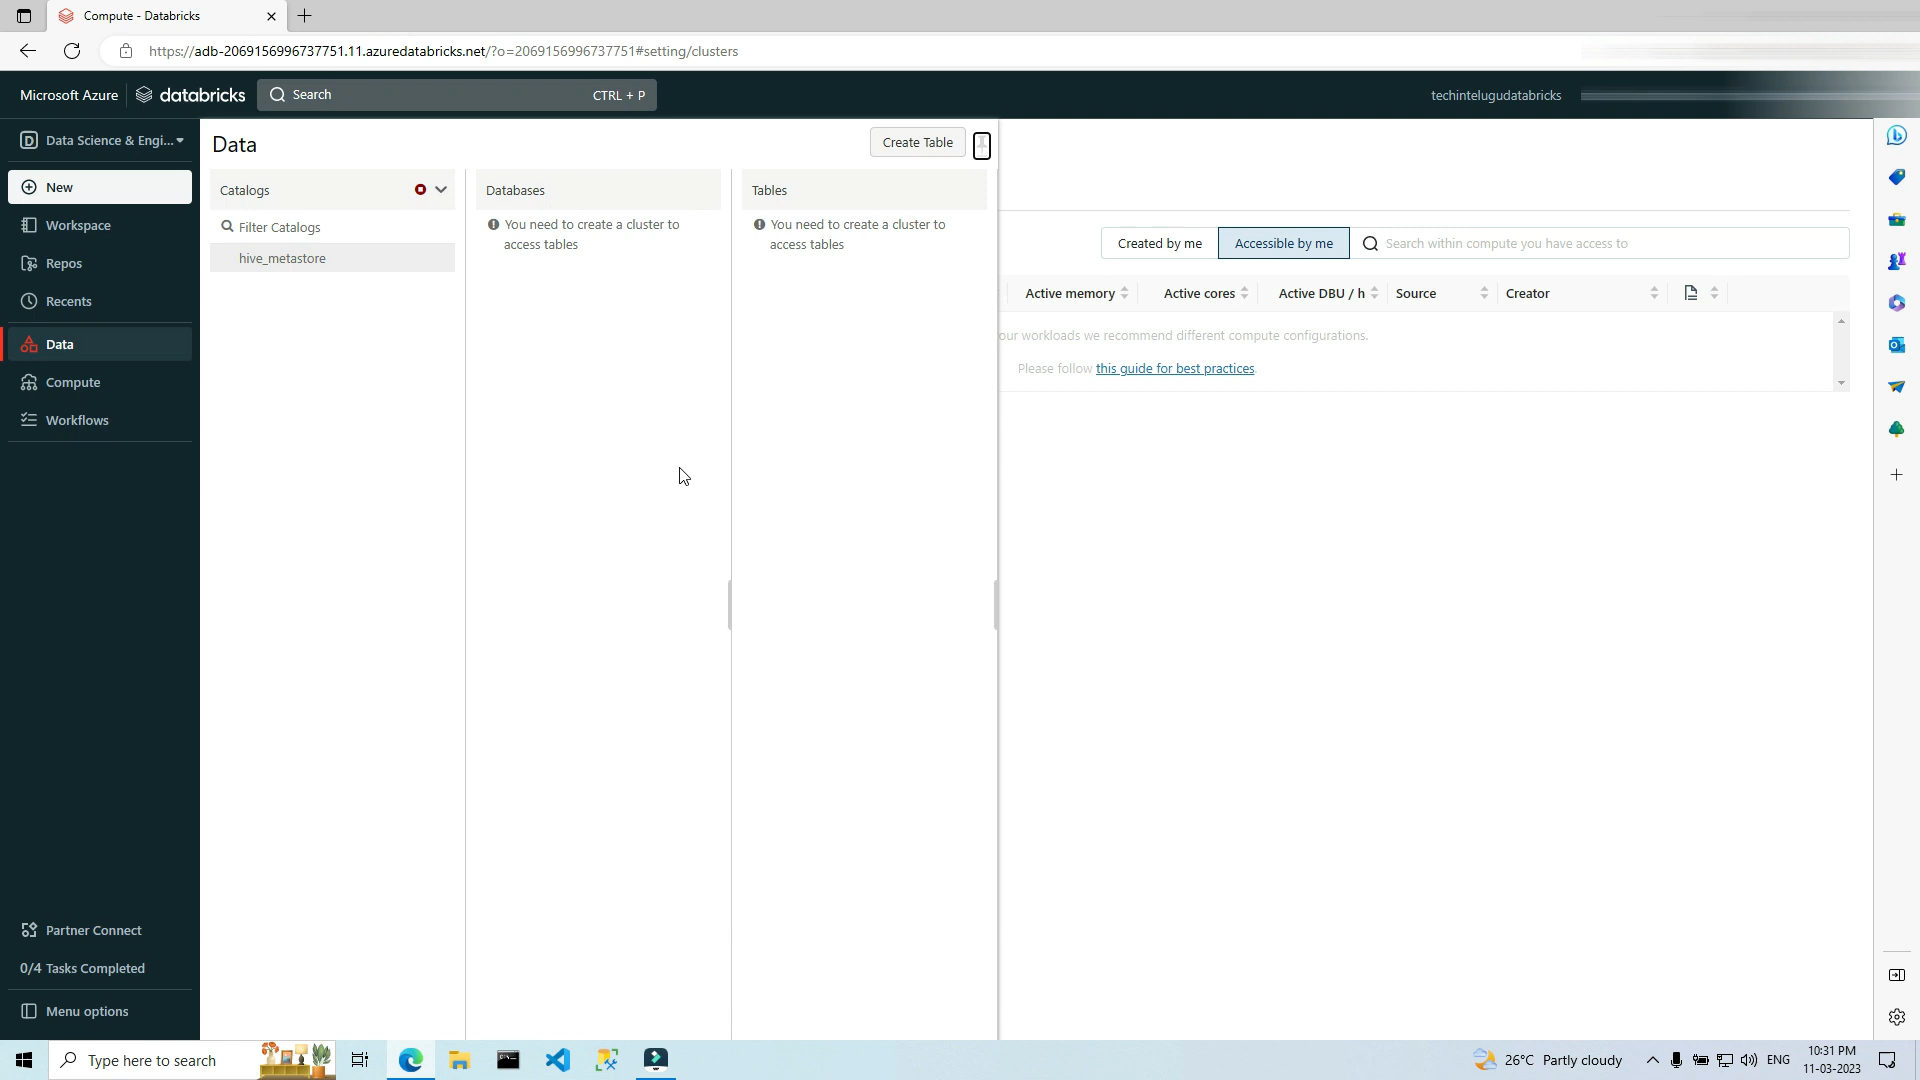 Compute - Databricks
https://adb-2069156996737751.11.azuredatabricks.net/?o=2069156996737751#setting/clusters
Microsoft Azure databricks Search CTRL + P techintelugudatabricks
D Data Science & Engi...
New
Workspace
Repos
Recents
Data
Compute
Workflows
Partner Connect
0/4 Tasks Completed
Menu options
Data Create Table
Catalogs
Filter Catalogs
hive_metastore
Databases
You need to create a cluster to
access tables
Tables
You need to create a cluster to
access tables
Created by me Accessible by me Search within compute you have access to
Active memory Active cores Active DBU / h Source Creator
our workloads we recommend different compute configurations.
Please follow this guide for best practices
Type here to search 26°C Partly cloudy ENG 10:31 PM
11-03-2023